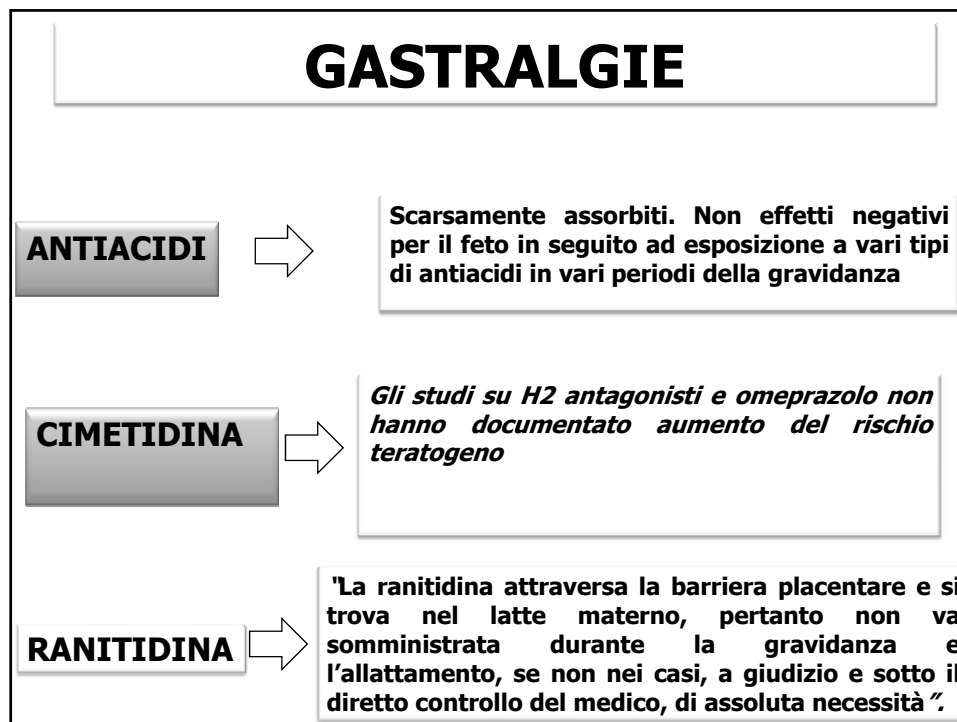 GASTRALGIE
ANTIACIDI
Scarsamente assorbiti. Non effetti negativi
per il feto in seguito ad esposizione a vari tipi
di antiacidi in vari periodi della gravidanza
CIMETIDINA
Gli studi su H2 antagonisti e omeprazolo non
hanno documentato aumento del rischio
teratogeno
RANITIDINA
"La ranitidina attraversa la barriera placentare e si
trova nel latte materno, pertanto non va
somministrata durante la gravidanza e
l’allattamento, se non nei casi, a giudizio e sotto il
diretto controllo del medico, di assoluta necessità".